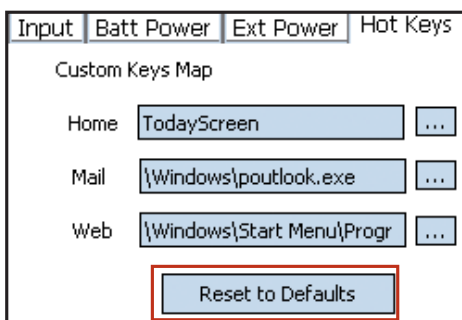 Input Batt Power Ext Power Hot Keys
Custom Keys Map
Home TodayScreen ...
Mail \Windows\poutlook.exe ...
Web \Windows\Start Menu\Progr ...
Reset to Defaults